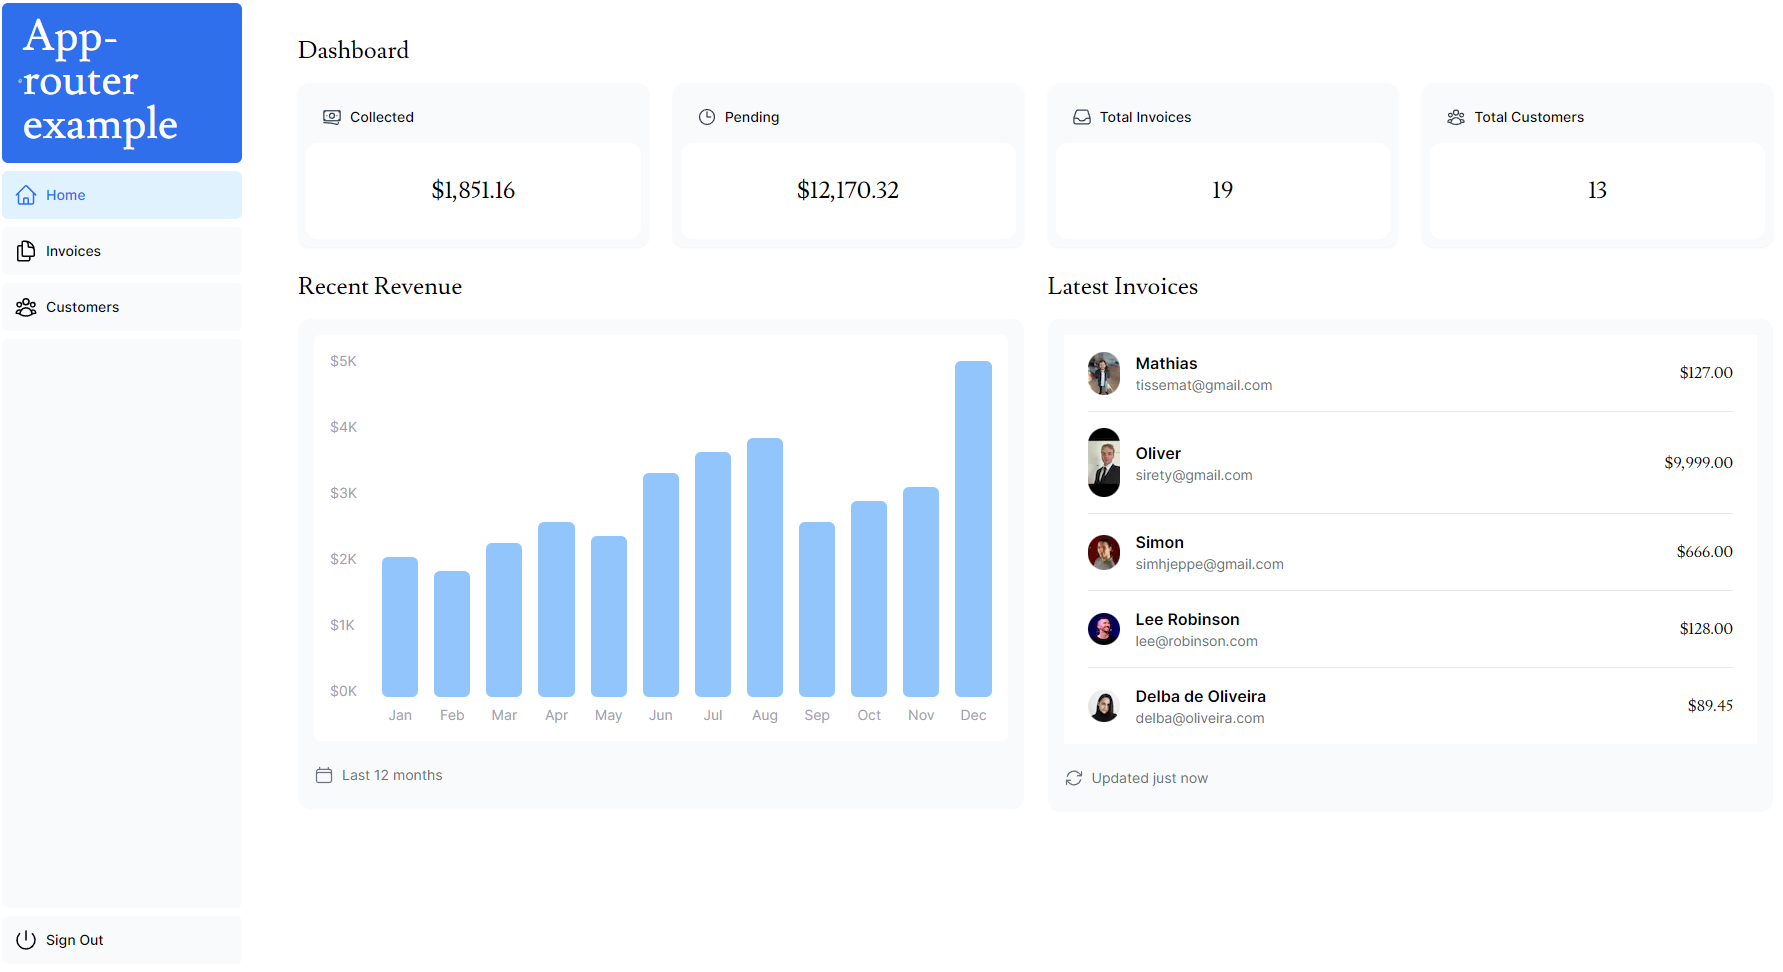 App-
router
example
Home
Invoices
Customers
Sign Out
Dashboard
Collected
$1,851.16
Pending
$12,170.32
Total Invoices
19
Total Customers
13
Recent Revenue
$5K
$4K
$3K
$2K
$1K
$0K
Jan Feb Mar Apr May Jun Jul Aug Sep Oct Nov Dec
Last 12 months
Latest Invoices
Mathias
tissemat@gmail.com
$127.00
Oliver
sirety@gmail.com
$9,999.00
Simon
simhjeppe@gmail.com
$666.00
Lee Robinson
lee@robinson.com
$128.00
Delba de Oliveira
delba@oliveira.com
$89.45
Updated just now